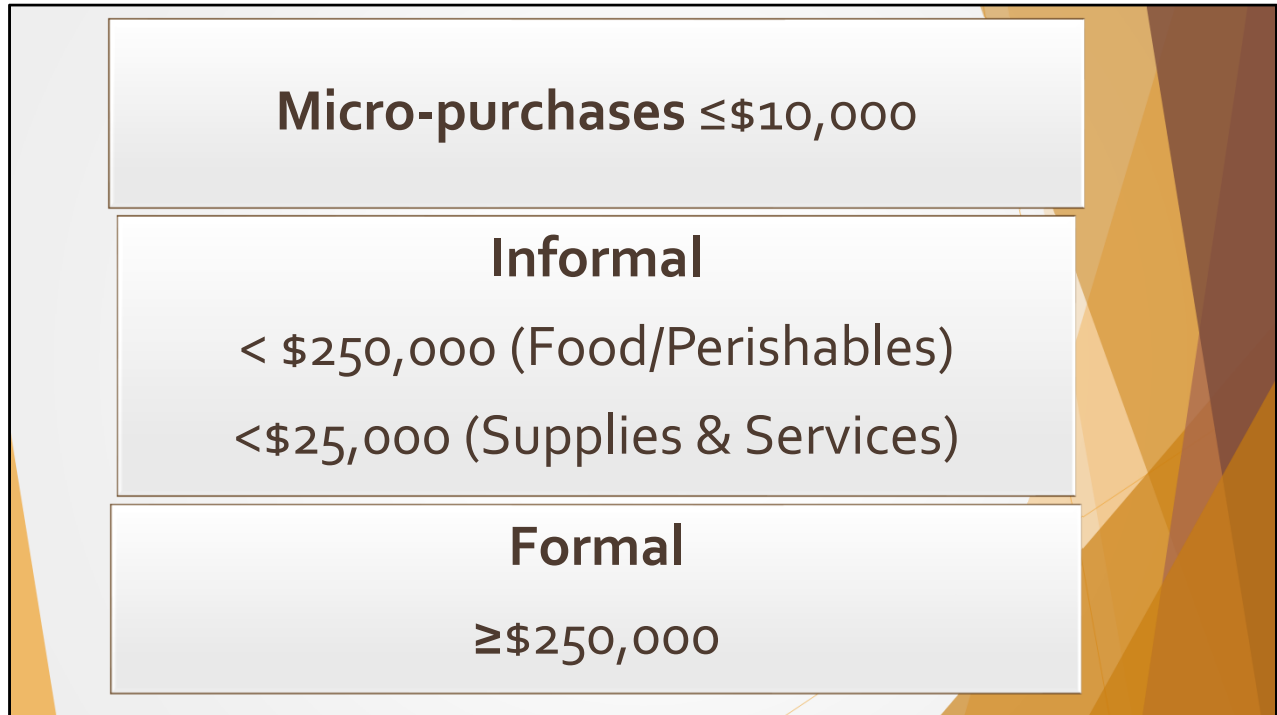 Micro-purchases ≤$10,000
Informal
< $250,000 (Food/Perishables)
<$25,000 (Supplies & Services)
Formal
≥$250,000